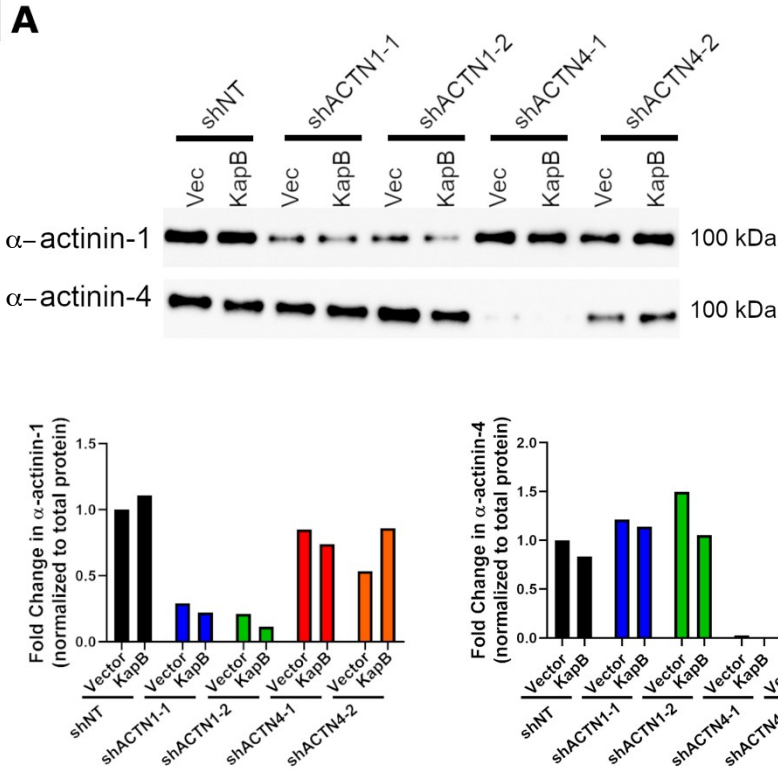 A
shNT
shACTN1-1
shACTN1-2
shACTN4-1
shACTN4-2
Vec
KapB
Vec
KapB
Vec
KapB
Vec
KapB
Vec
KapB
α– actinin-1
100 kDa
α– actinin-4
100 kDa
Fold Change in α-actinin-1
(normalized to total protein)
1.5
1.0
0.5
0.0
Vector
KapB
Vector
KapB
Vector
KapB
Vector
KapB
Vector
KapB
shNT
shACTN1-1
shACTN1-2
shACTN4-1
shACTN4-2
Fold Change in α-actinin-4
(normalized to total protein)
2.0
1.5
1.0
0.5
0.0
Vector
KapB
Vector
KapB
Vector
KapB
Vector
KapB
shNT
shACTN1-1
shACTN1-2
shACTN4-1